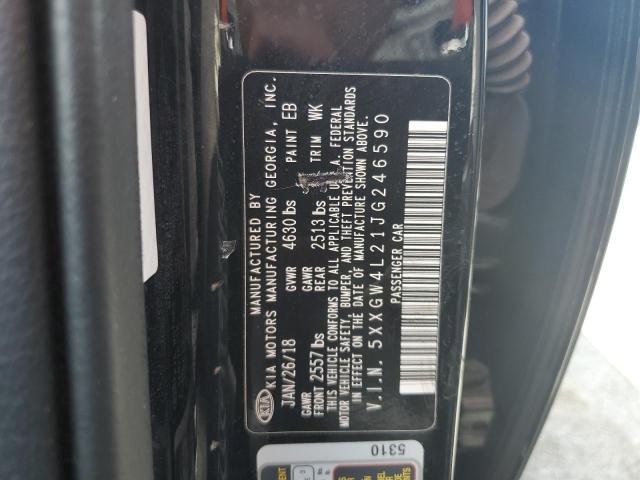 MANUFACTURED BY
KIA KIA MOTORS MANUFACTURING GEORGIA, INC.
JAN/26/18 GVWR 4630 lbs PAINT EB
GAWR FRONT 2557 lbs GAWR REAR 2513 lbs TRIM WK
THIS VEHICLE CONFORMS TO ALL APPLICABLE U. A. FEDERAL
MOTOR VEHICLE SAFETY, BUMPER, AND THEFT PREVENTION STANDARDS
IN EFFECT ON THE DATE OF MANUFACTURE SHOWN ABOVE.
V.I.N. 5XXGW4L21JG246590
PASSENGER CAR
5310